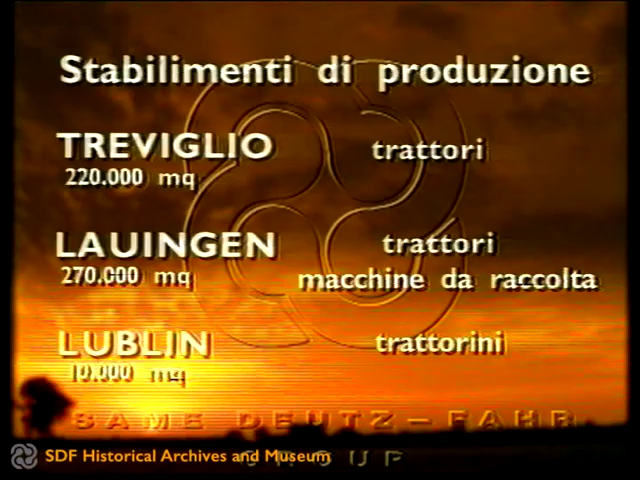 Stabilimenti di produzione
TREVIGLIO trattori
220.000 mq
LAUINGEN trattori
270.000 mq macchine da raccolta
LUBLIN trattorini
10.000 mq
SAME DEUTZ-FAHR
GROUP
SDF Historical Archives and Museum